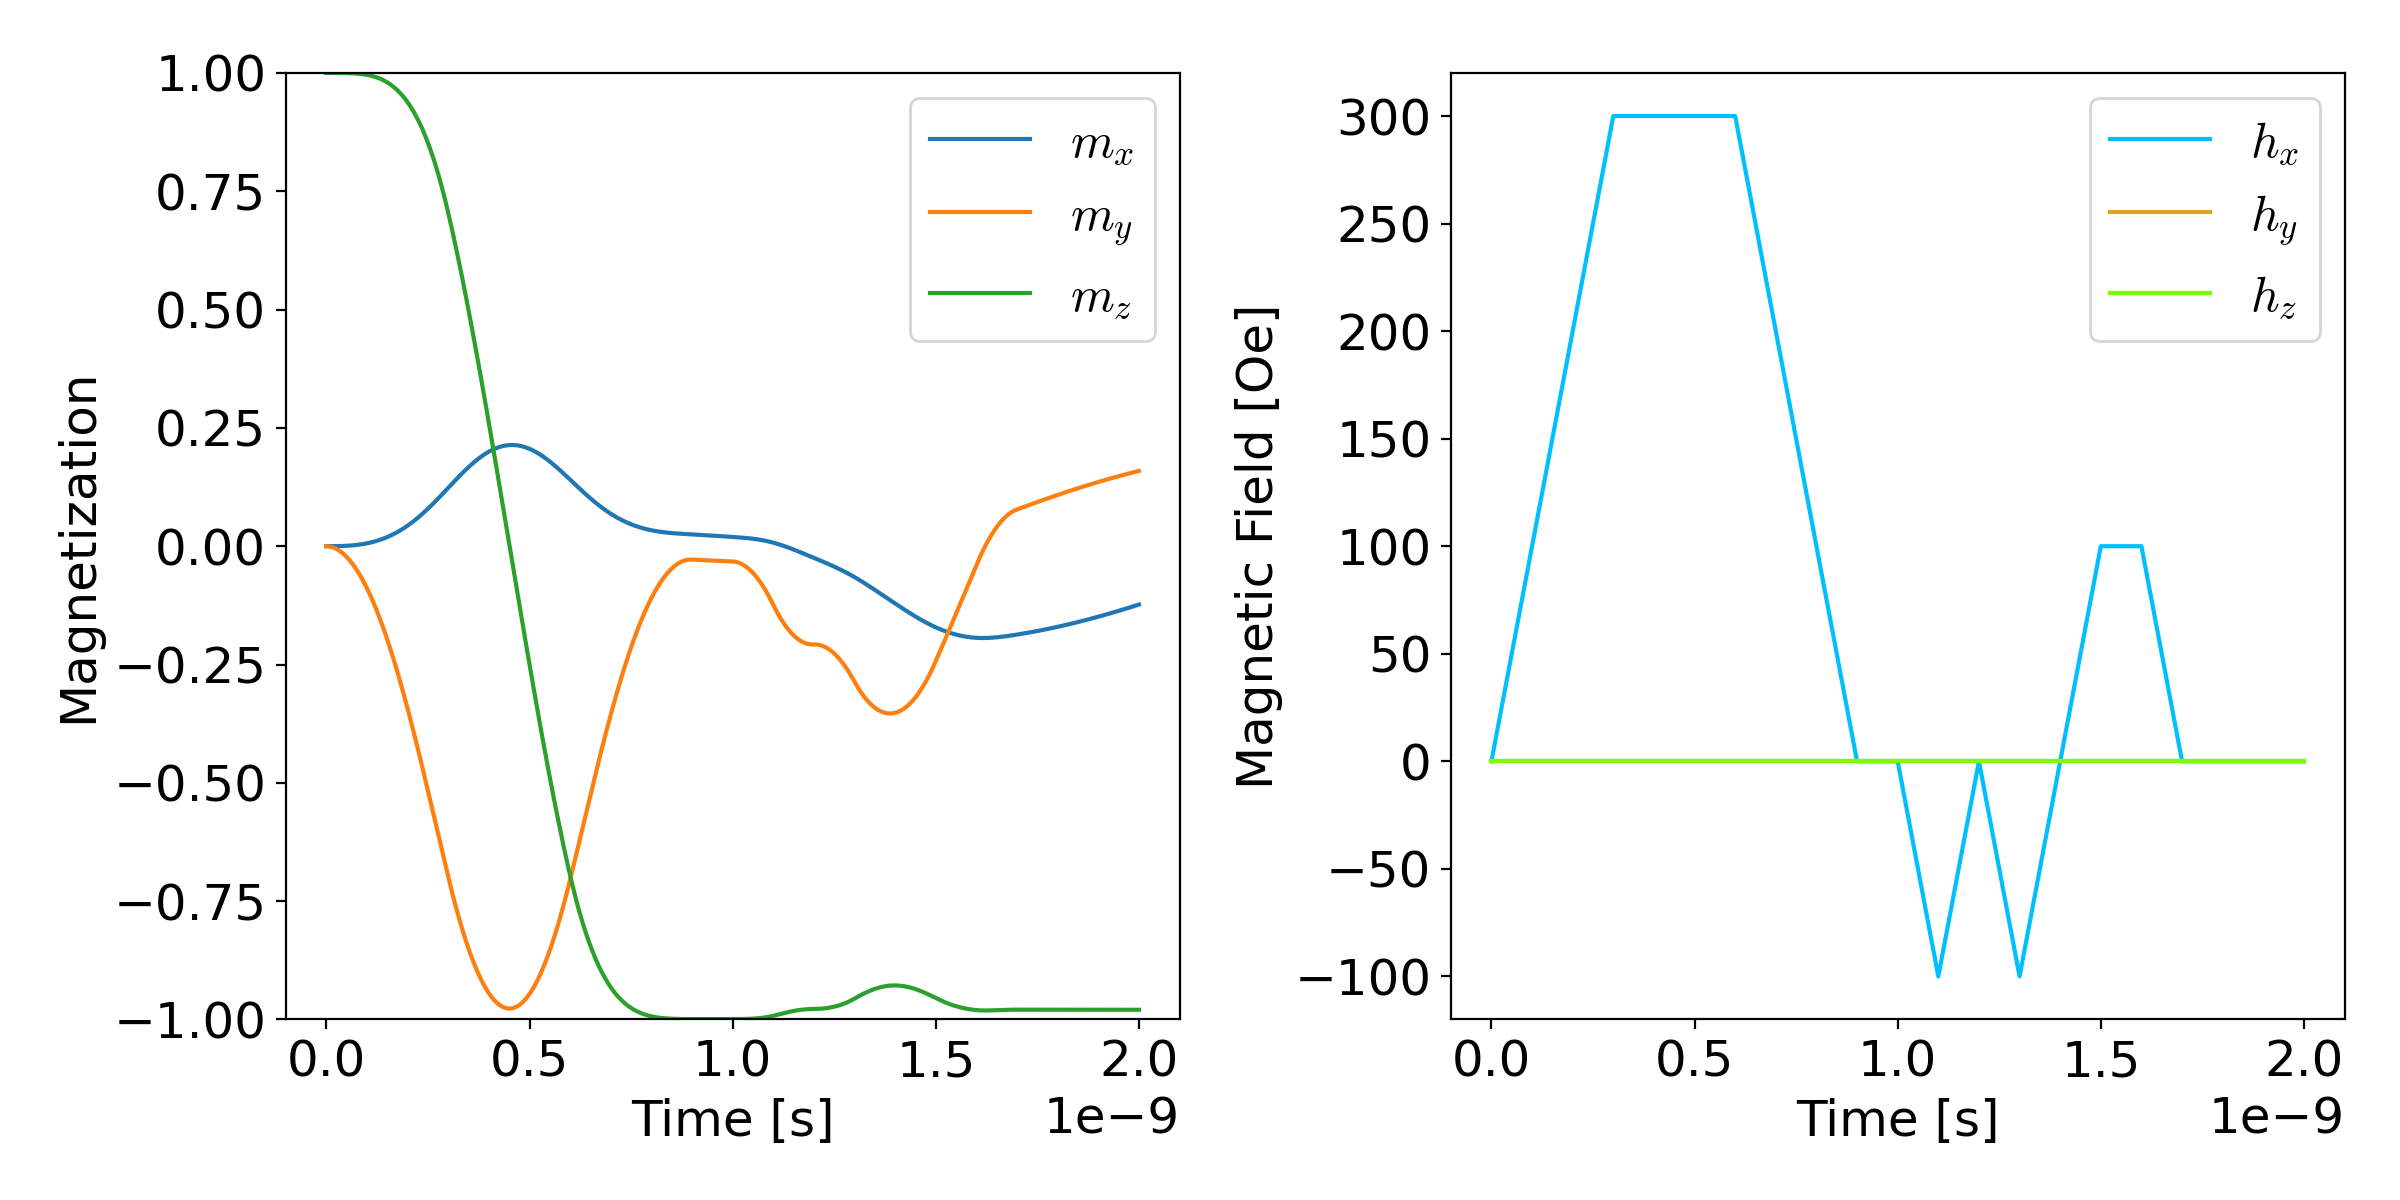 Magnetization
1.00
0.75
0.50
0.25
0.00
−0.25
−0.50
−0.75
−1.00
0.0 0.5 1.0 1.5 2.0
Time [s]
1e−9
m_x
m_y
m_z
Magnetic Field [Oe]
300
250
200
150
100
50
0
−50
−100
0.0 0.5 1.0 1.5 2.0
Time [s]
1e−9
h_x
h_y
h_z